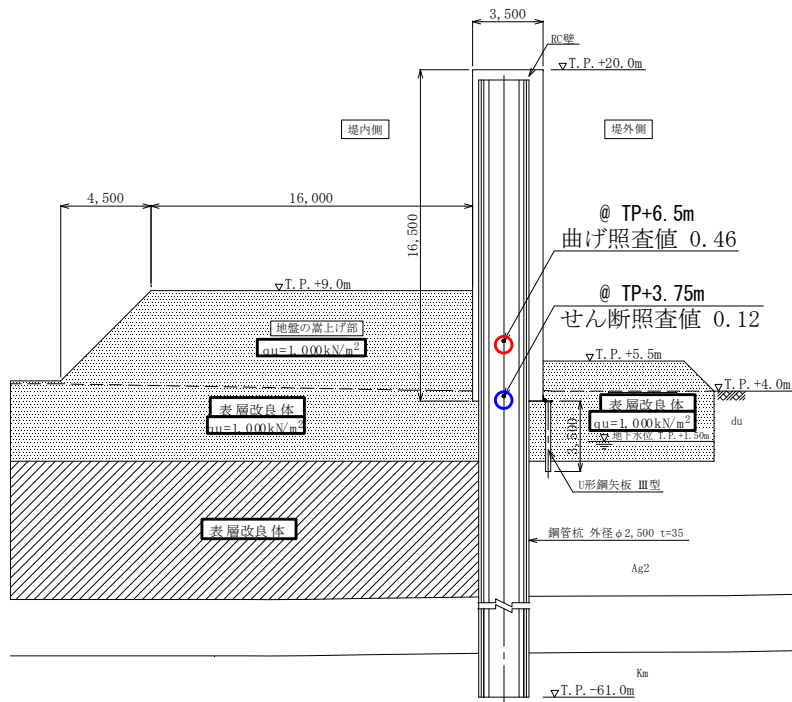 3,500
RC壁
T.P.+20.0m
堤内側
堤外側
4,500
16,000
16,500
@ TP+6.5m
曲げ照査値 0.46
T.P.+9.0m
@ TP+3.75m
せん断照査値 0.12
地盤の嵩上げ部
qu=1,000kN/m²
T.P.+5.5m
T.P.+4.0m
表層改良体
qu=1,000kN/m²
表層改良体
qu=1,000kN/m²
du
地下水位 T.P.+1.50m
3,500
U形鋼矢板 Ⅲ型
表層改良体
鋼管杭 外径φ2,500 t=35
Ag2
Km
T.P.-61.0m